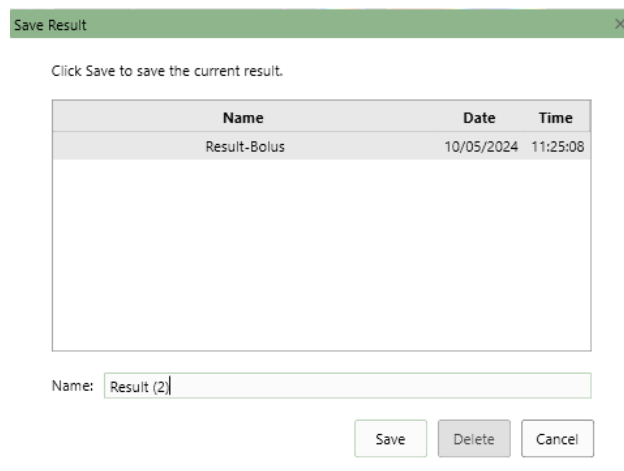 Save Result
Click Save to save the current result.
Name Date Time
Result-Bolus 10/05/2024 11:25:08
Name: Result (2)
Save Delete Cancel